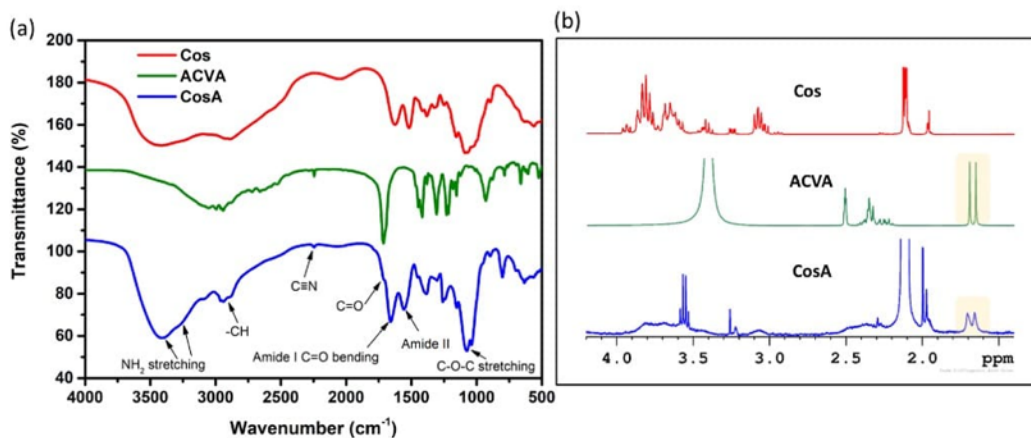 (a)
200
180
160
140
120
100
80
60
40
Transmittance (%)
Cos
ACVA
CosA
C≡N
C=O
-CH
NH₂ stretching
Amide I C=O bending
Amide II
C-O-C stretching
4000 3500 3000 2500 2000 1500 1000 500
Wavenumber (cm⁻¹)
(b)
Cos
ACVA
CosA
4.0 3.5 3.0 2.5 2.0 ppm